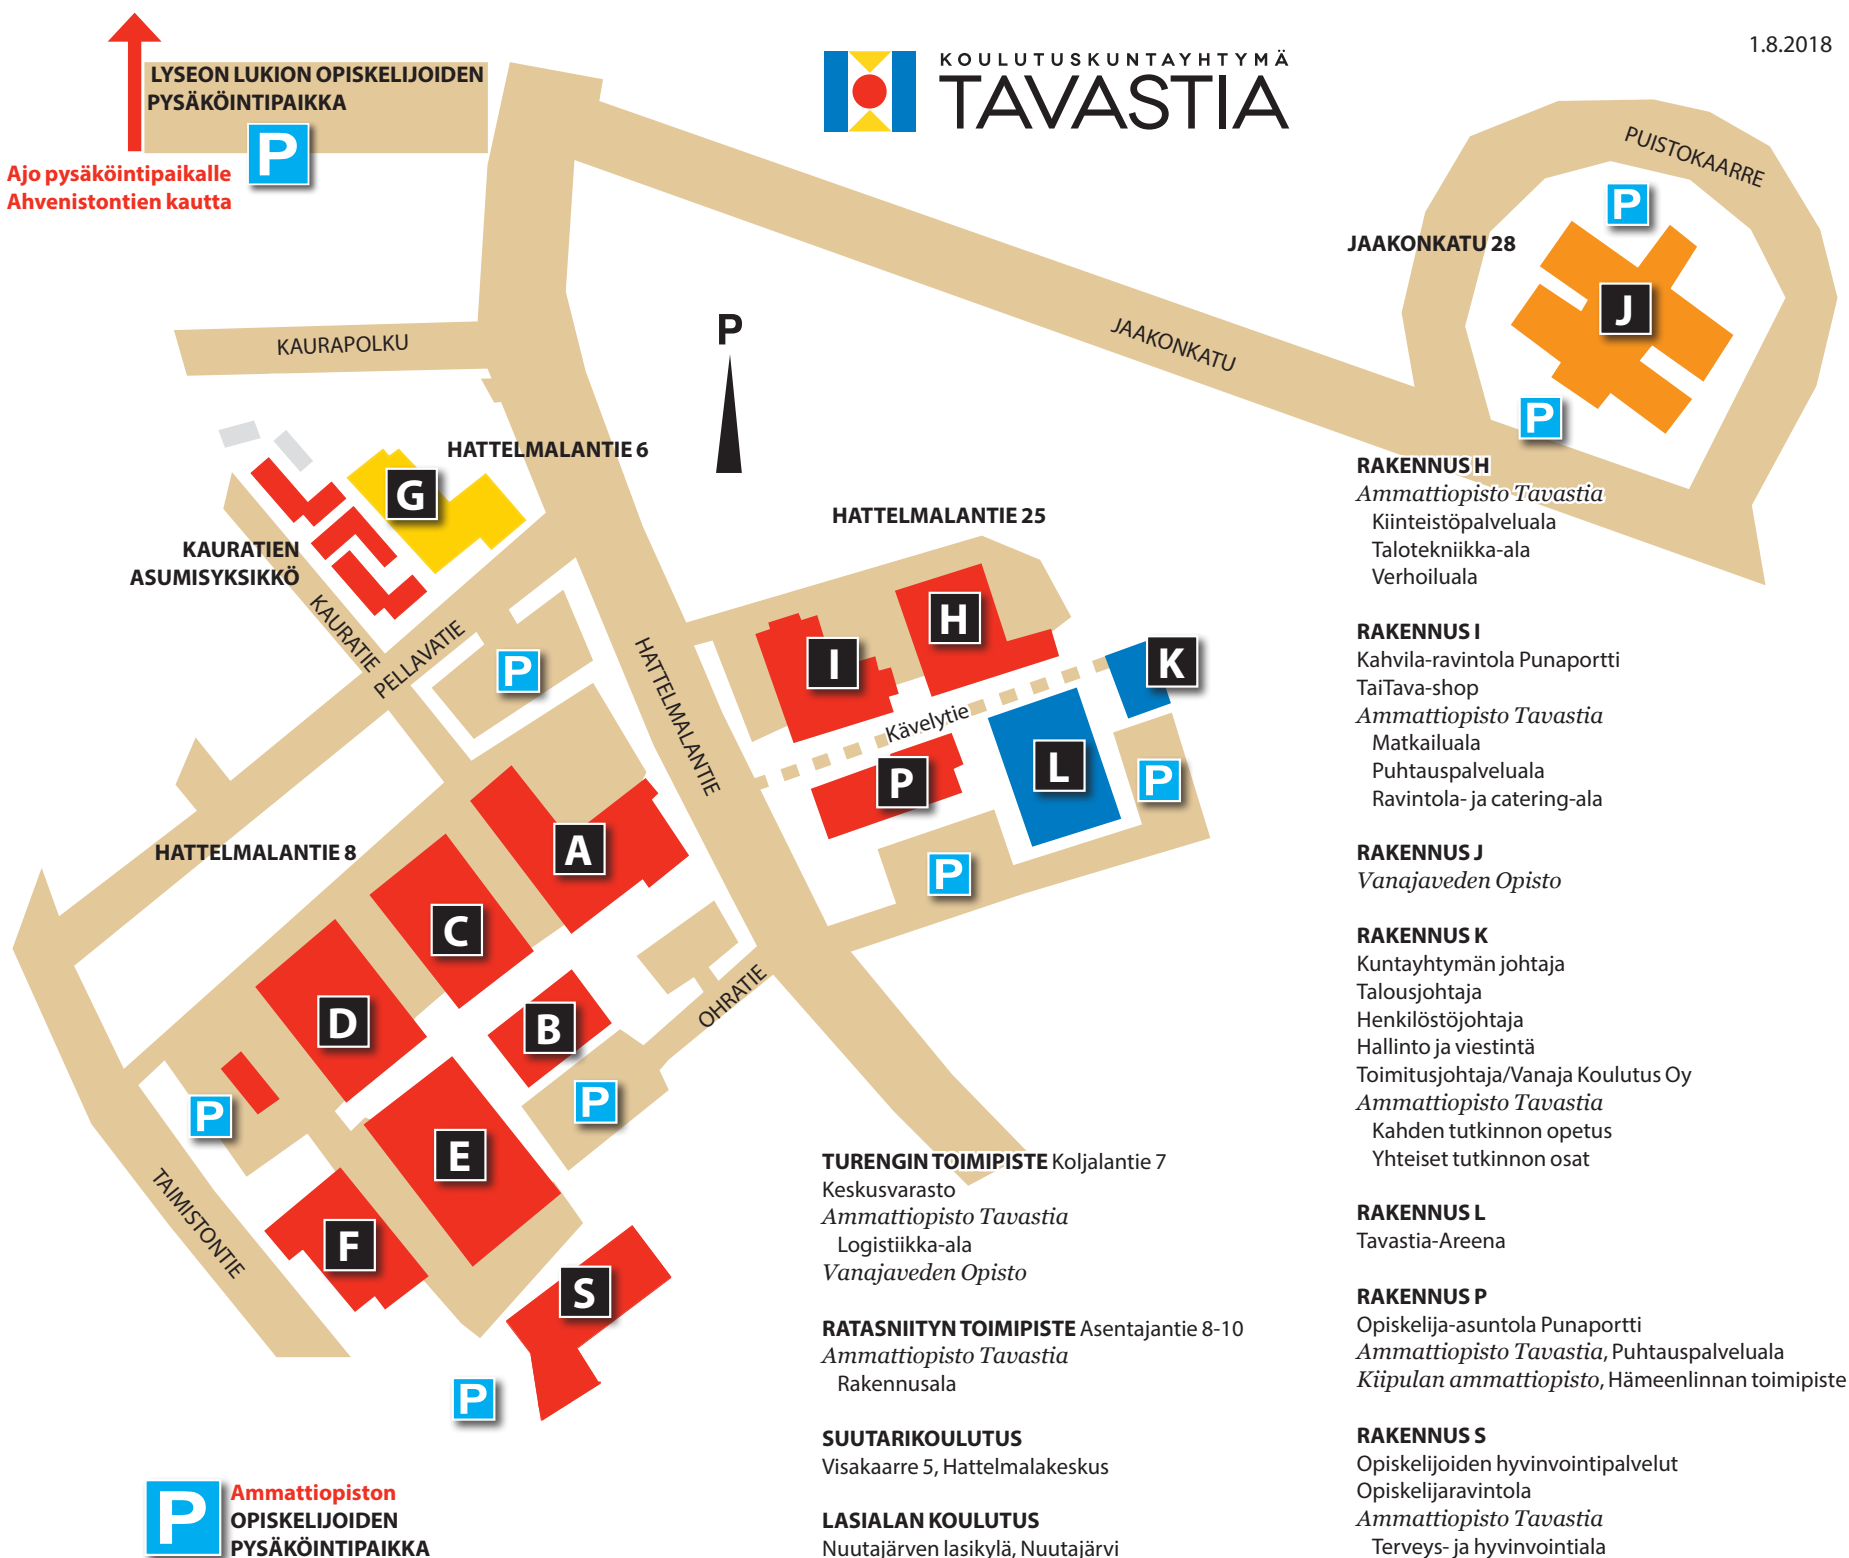 1.8.2018
KOULUTUSKUNTAYHTYMÄ
TAVASTIA
LYSEON LUKION OPISKELIJOIDEN
PYSÄKÖINTIPAIKKA
P
Ajo pysäköintipaikalle
Ahvenistontien kautta
PUISTOKAARRE
P
JAAKONKATU 28
J
P
JAAKONKATU
KAURAPOLKU
P
HATTELMALANTIE 6
G
KAURATIEN
ASUMISYKSIKKÖ
KAURATIE
PELLAVATIE
P
HATTELMALANTIE
HATTELMALANTIE 25
H
I
K
Kävelytie
P
L
P
P
HATTELMALANTIE 8
A
C
D
B
OHRATIE
P
P
E
TAIMISTONTIE
F
S
P
P
Ammattiopiston
OPISKELIJOIDEN
PYSÄKÖINTIPAIKKA
TURENGIN TOIMIPISTE Koljalantie 7
Keskusvarasto
Ammattiopisto Tavastia
Logistiikka-ala
Vanajaveden Opisto
RATASNIITYN TOIMIPISTE Asentajantie 8-10
Ammattiopisto Tavastia
Rakennusala
SUUTARIKOULUTUS
Visakaarre 5, Hattelmalakeskus
LASIALAN KOULUTUS
Nuutajärven lasikylä, Nuutajärvi
RAKENNUS H
Ammattiopisto Tavastia
Kiinteistöpalveluala
Talotekniikka-ala
Verhoiluala
RAKENNUS I
Kahvila-ravintola Punaportti
TaiTava-shop
Ammattiopisto Tavastia
Matkailuala
Puhtauspalveluala
Ravintola- ja catering-ala
RAKENNUS J
Vanajaveden Opisto
RAKENNUS K
Kuntayhtymän johtaja
Talousjohtaja
Henkilöstöjohtaja
Hallinto ja viestintä
Toimitusjohtaja/Vanaja Koulutus Oy
Ammattiopisto Tavastia
Kahden tutkinnon opetus
Yhteiset tutkinnon osat
RAKENNUS L
Tavastia-Areena
RAKENNUS P
Opiskelija-asuntola Punaportti
Ammattiopisto Tavastia, Puhtauspalveluala
Kiipulan ammattiopisto, Hämeenlinnan toimipiste
RAKENNUS S
Opiskelijoiden hyvinvointipalvelut
Opiskelijaravintola
Ammattiopisto Tavastia
Terveys- ja hyvinvointiala